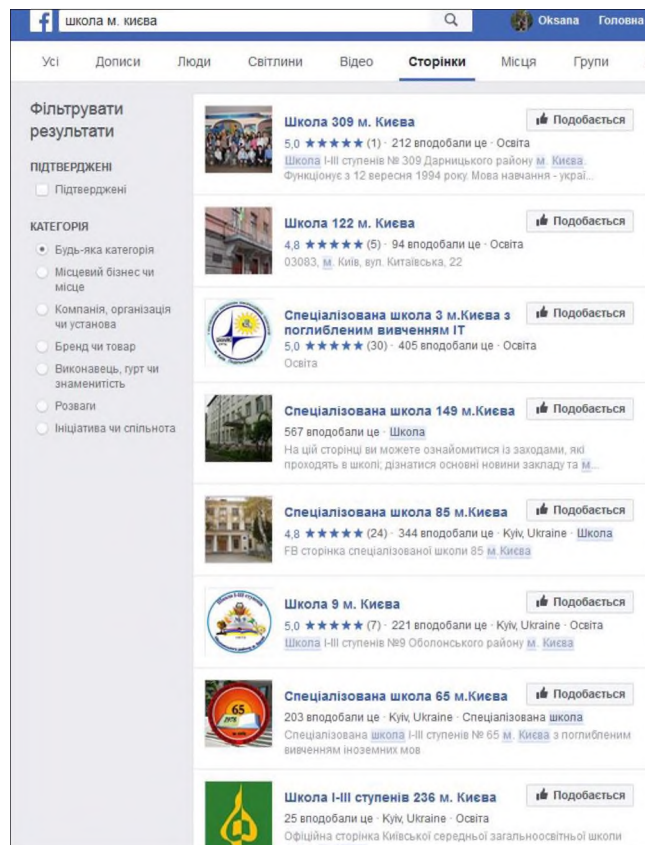 школа м. києва
Oksana Головна
Усі Дописи Люди Світлини Відео Сторінки Місця Групи
Фільтрувати
результати
ПІДТВЕРДЖЕНІ
Підтверджені
КАТЕГОРІЯ
Будь-яка категорія
Місцевий бізнес чи
місце
Компанія, організація
чи установа
Бренд чи товар
Виконавець, гурт чи
знаменитість
Розваги
Ініціатива чи спільнота
Школа 309 м. Києва
Подобається
5,0 ★★★★★ (1) · 212 вподобали це · Освіта
Школа І-ІІІ ступенів № 309 Дарницького району м. Києва.
Функціонує з 12 вересня 1994 року. Мова навчання - украї...
Школа 122 м. Києва
Подобається
4,8 ★★★★★ (5) · 94 вподобали це · Освіта
03083, м. Київ, вул. Китаївська, 22
Спеціалізована школа 3 м.Києва з
поглибленим вивченням ІТ
Подобається
5,0 ★★★★★ (30) · 405 вподобали це · Освіта
Освіта
Спеціалізована школа 149 м.Києва
Подобається
567 вподобали це · Школа
На цій сторінці ви можете ознайомитися із заходами, які
проходять в школі; дізнатися основні новини закладу та м...
Спеціалізована школа 85 м.Києва
Подобається
4,8 ★★★★★ (24) · 344 вподобали це · Kyiv, Ukraine · Школа
FB сторінка спеціалізованої школи 85 м.Києва
Школа 9 м. Києва
Подобається
5,0 ★★★★★ (7) · 221 вподобали це · Kyiv, Ukraine · Освіта
Школа І-ІІІ ступенів №9 Оболонського району м. Києва
65
Спеціалізована школа 65 м.Києва
Подобається
203 вподобали це · Kyiv, Ukraine · Спеціалізована школа
Спеціалізована школа І-ІІІ ступенів № 65 м. Києва з поглибленим
вивченням іноземних мов
Школа І-ІІІ ступенів 236 м. Києва
Подобається
25 вподобали це · Kyiv, Ukraine · Освіта
Офіційна сторінка Київської середньої загальноосвітньої школи